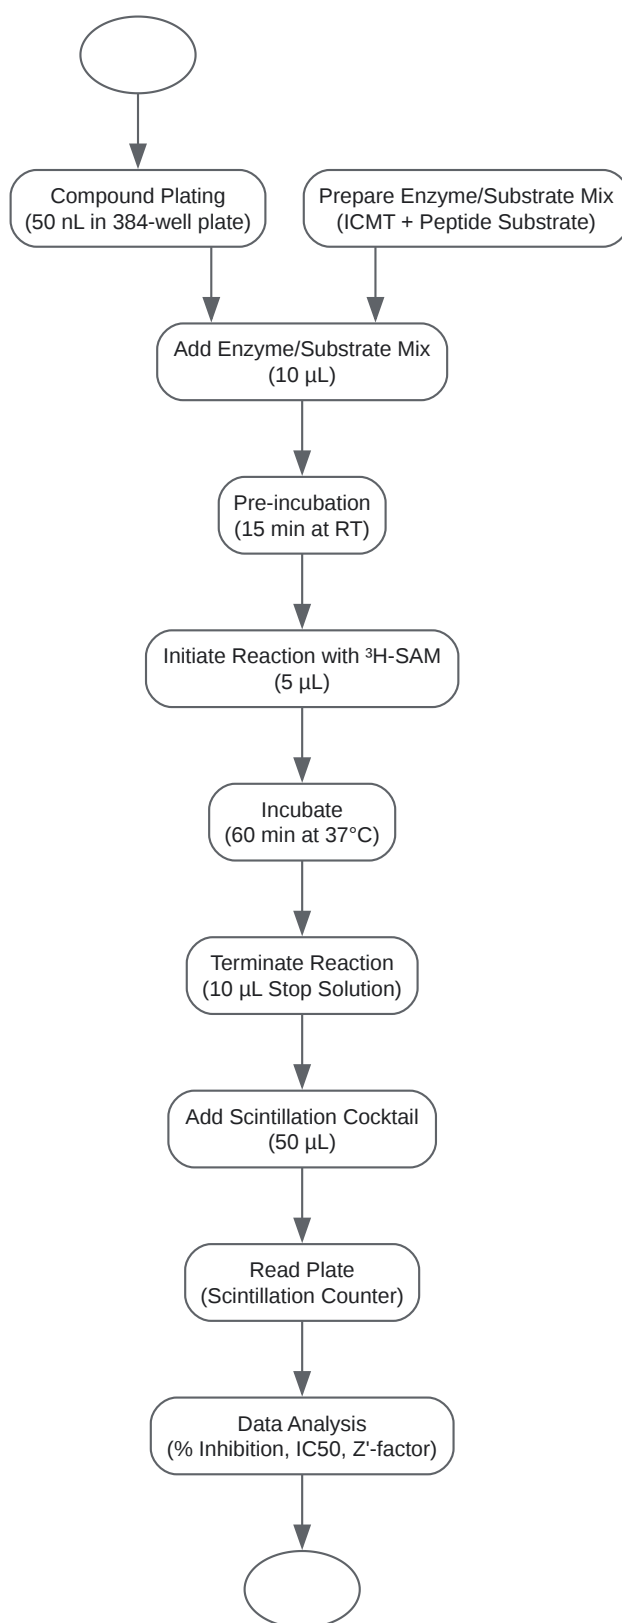 Compound Plating
(50 nL in 384-well plate)
Prepare Enzyme/Substrate Mix
(ICMT + Peptide Substrate)
Add Enzyme/Substrate Mix
(10 µL)
Pre-incubation
(15 min at RT)
Initiate Reaction with ³H-SAM
(5 µL)
Incubate
(60 min at 37°C)
Terminate Reaction
(10 µL Stop Solution)
Add Scintillation Cocktail
(50 µL)
Read Plate
(Scintillation Counter)
Data Analysis
(% Inhibition, IC50, Z'-factor)